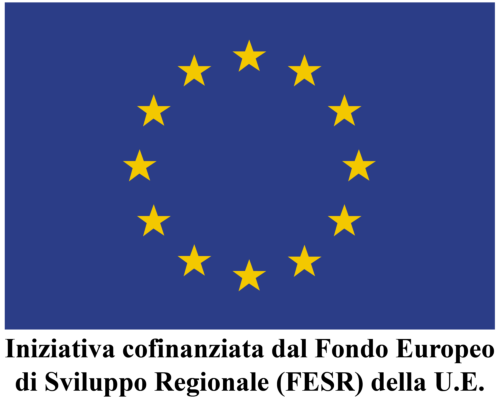 Iniziativa cofinanziata dal Fondo Europeo
di Sviluppo Regionale (FESR) della U.E.